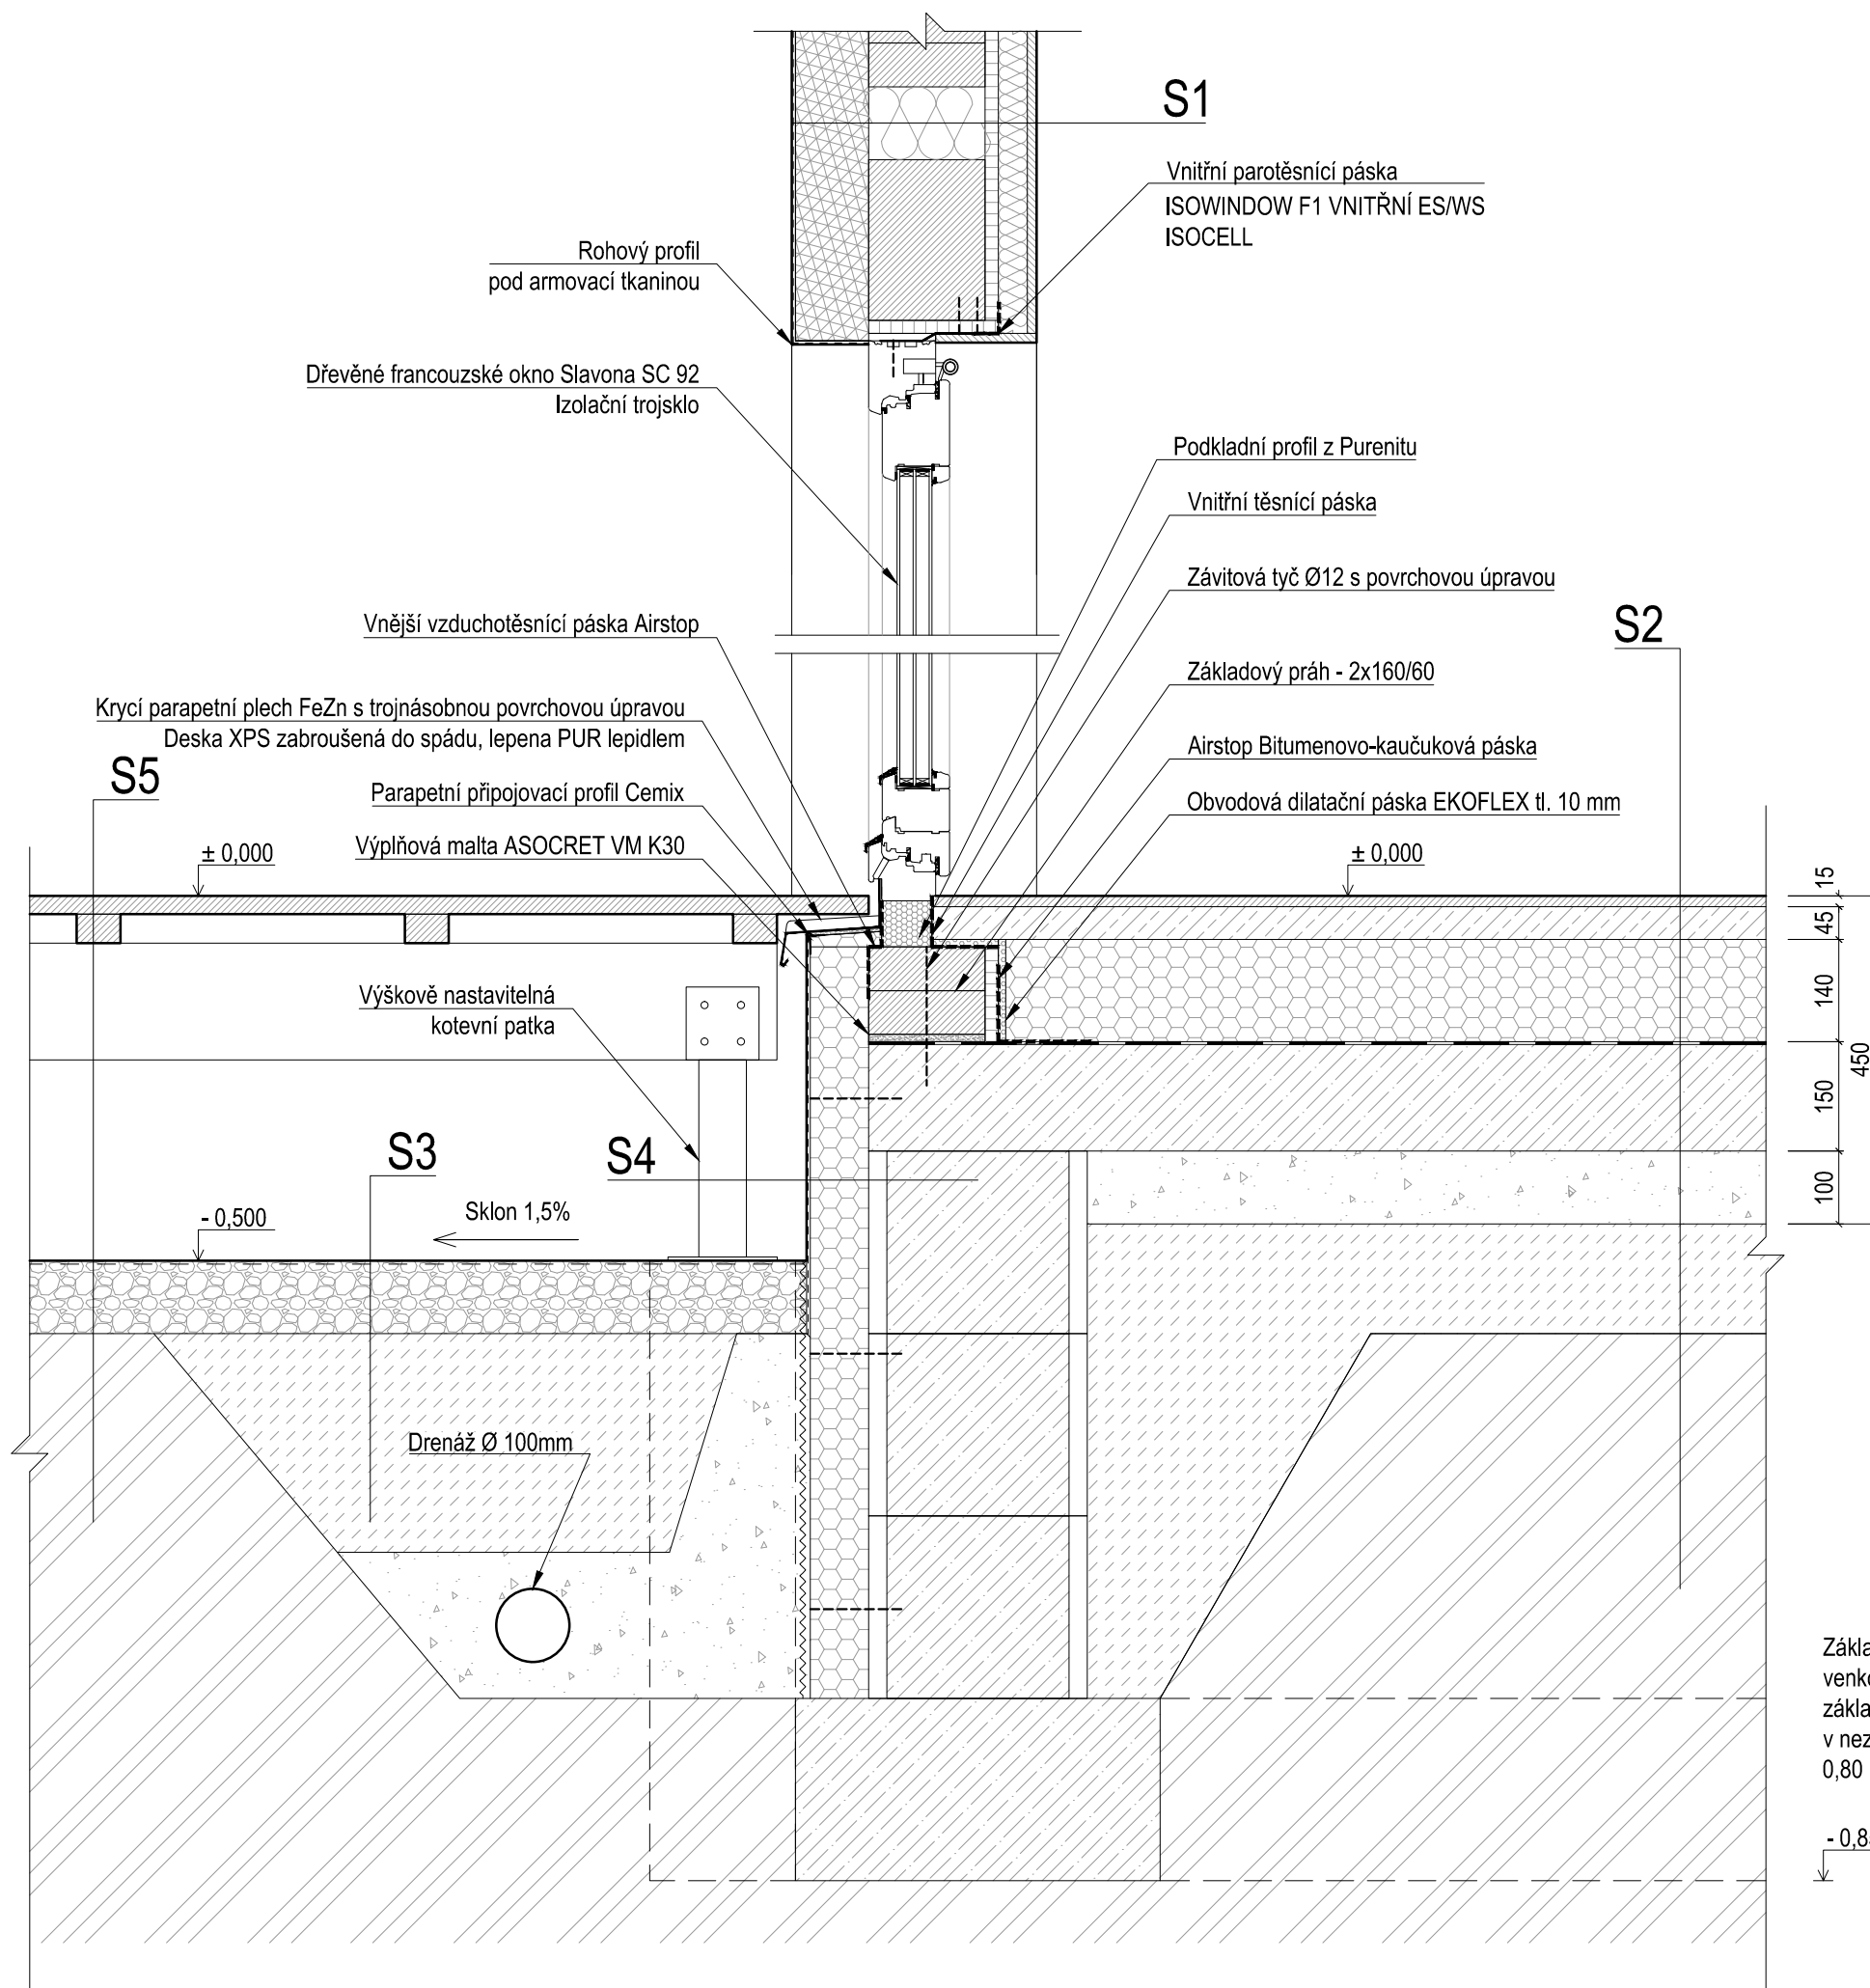 S1
Vnitřní parotěsnící páska
ISOWINDOW F1 VNITŘNÍ ES/WS
ISOCELL
Rohový profil
pod armovací tkaninou
Dřevěné francouzské okno Slavona SC 92
Izolační trojsklo
Podkladní profil z Purenitu
Vnitřní těsnící páska
Závitová tyč Ø12 s povrchovou úpravou
S2
Vnější vzduchotěsnící páska Airstop
Základový práh - 2x160/60
Krycí parapetní plech FeZn s trojnásobnou povrchovou úpravou
Deska XPS zabroušená do spádu, lepena PUR lepidlem
Airstop Bitumenovo-kaučuková páska
S5
Parapetní připojovací profil Cemix
Obvodová dilatační páska EKOFLEX tl. 10 mm
Výplňová malta ASOCRET VM K30
± 0,000
± 0,000
15
45
140
150
100
450
Výškově nastavitelná
kotevní patka
S3
S4
Sklon 1,5%
- 0,500
Drenáž Ø 100mm
v nez
0,80